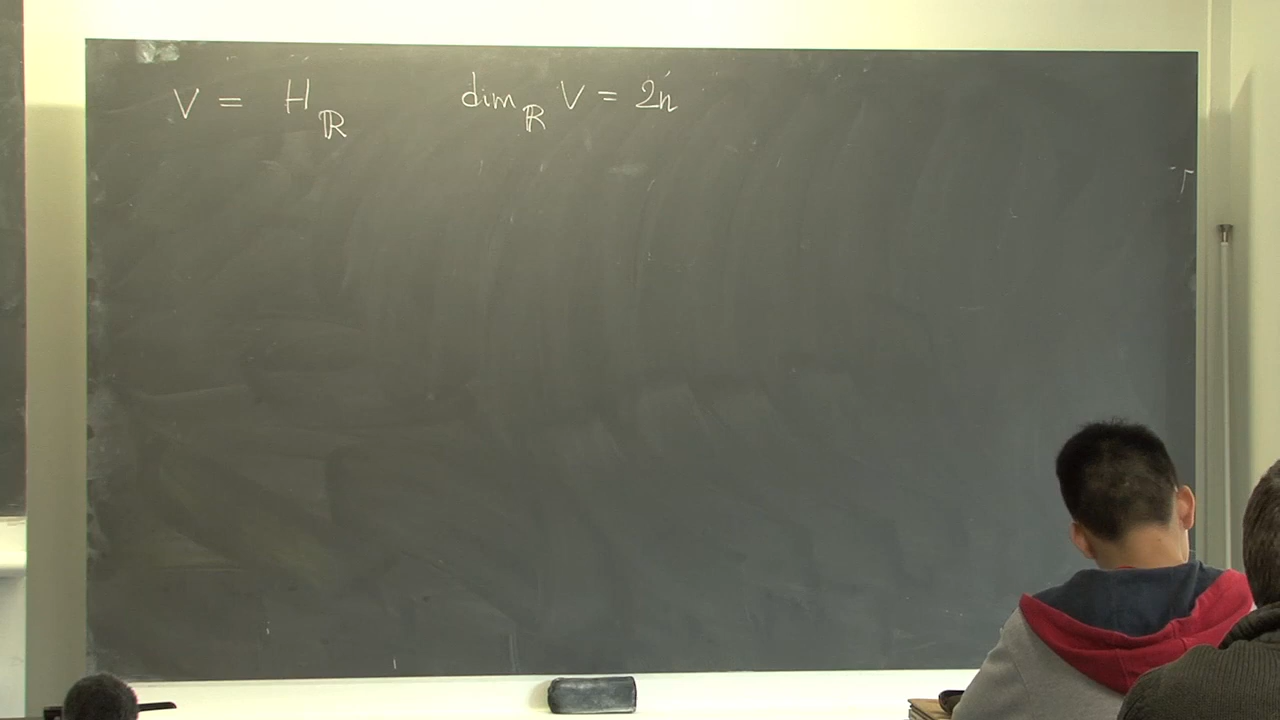 V = H_ℝ dim_ℝ V = 2n